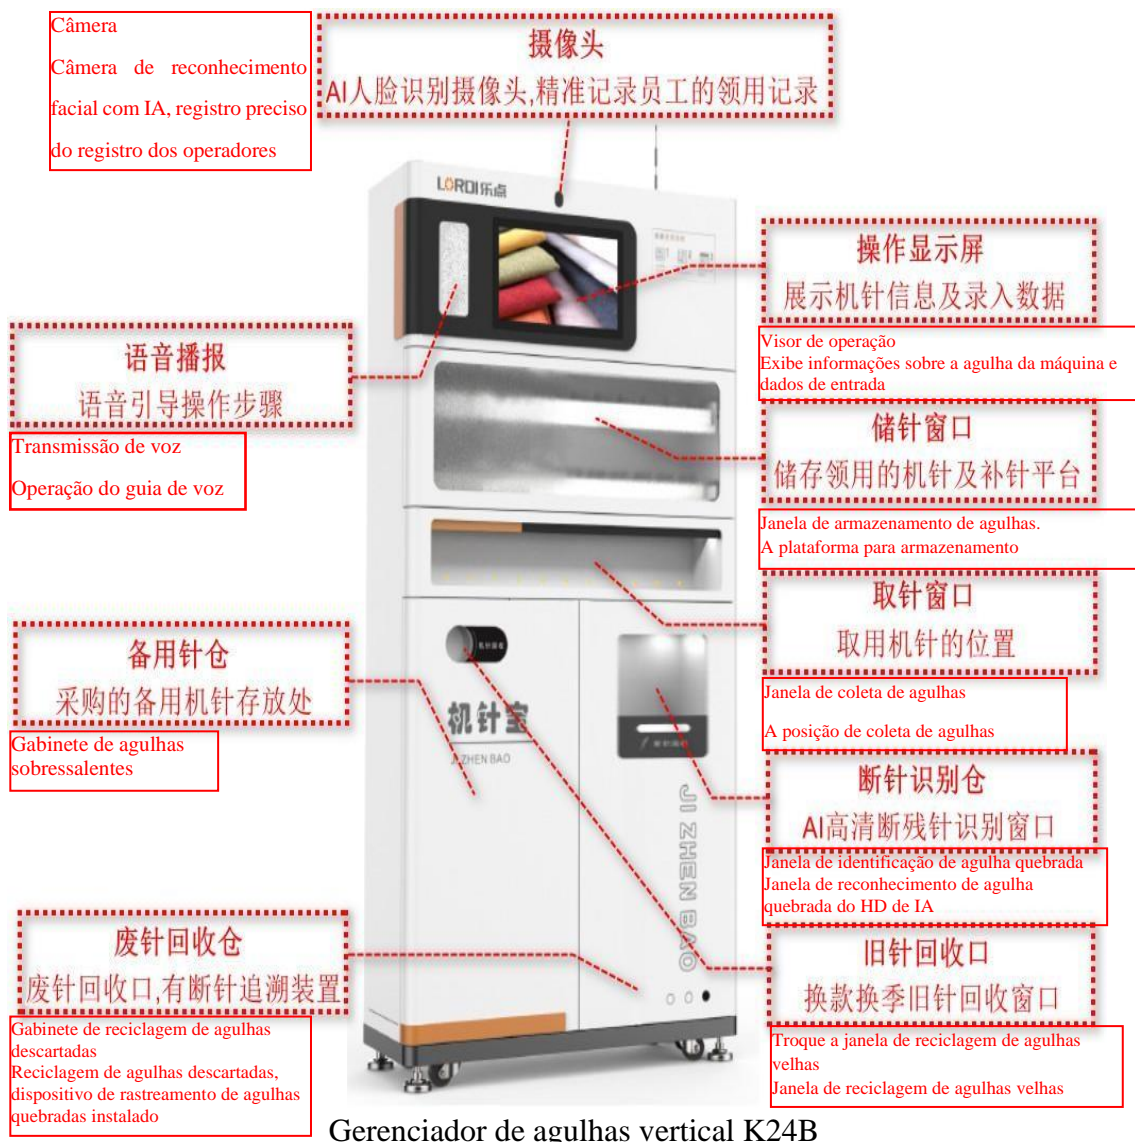 Câmera
Câmera de reconhecimento
facial com IA, registro preciso
do registro dos operadores
摄像头
AI人脸识别摄像头,精准记录员工的领用记录
LORDI乐点
操作显示屏
展示机针信息及录入数据
Visor de operação
Exibe informações sobre a agulha da máquina e
dados de entrada
语音播报
语音引导操作步骤
Transmissão de voz
Operação do guia de voz
储针窗口
储存领用的机针及补针平台
Janela de armazenamento de agulhas.
A plataforma para armazenamento
取针窗口
取用机针的位置
Janela de coleta de agulhas
A posição de coleta de agulhas
备用针仓
采购的备用机针存放处
Gabinete de agulhas
sobressalentes
机针宝
JI ZHEN BAO
JI ZHEN BAO
断针识别仓
AI高清断残针识别窗口
Janela de identificação de agulha quebrada
Janela de reconhecimento de agulha
quebrada do HD de IA
废针回收仓
废针回收口,有断针追溯装置
Gabinete de reciclagem de agulhas
descartadas
Reciclagem de agulhas descartadas,
dispositivo de rastreamento de agulhas
quebradas instalado
旧针回收口
换款换季旧针回收窗口
Troque a janela de reciclagem de agulhas
velhas
Janela de reciclagem de agulhas velhas
Gerenciador de agulhas vertical K24B